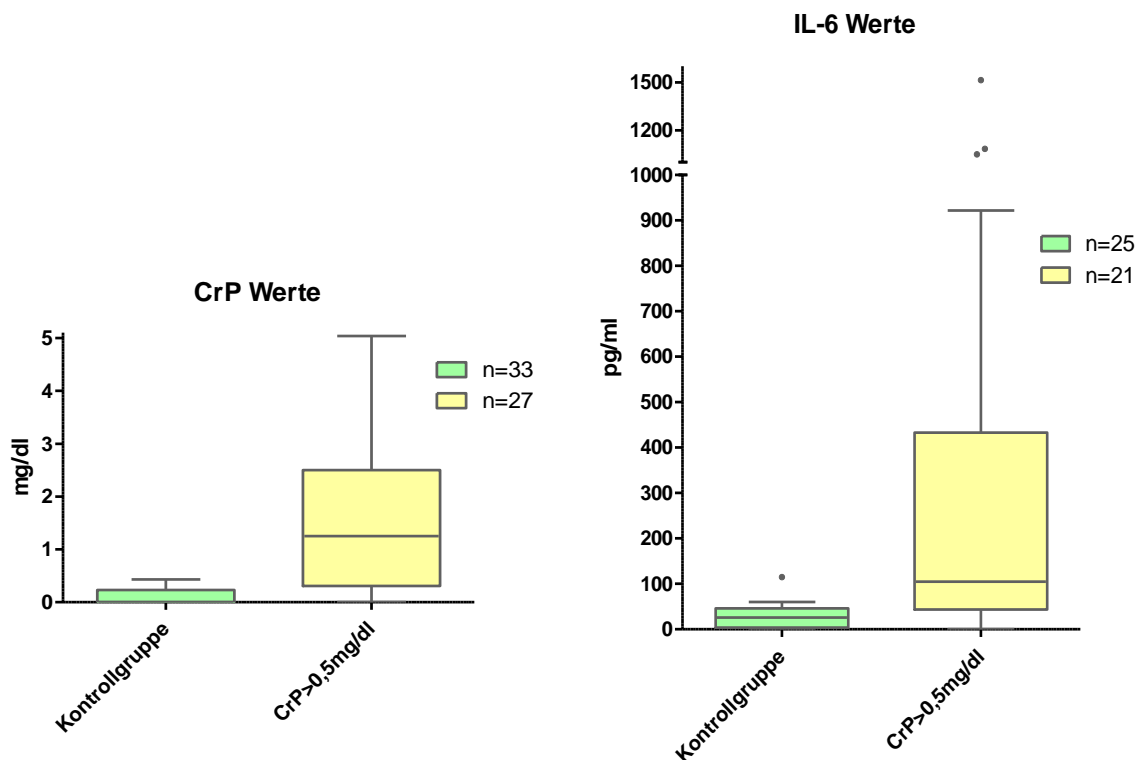 CrP Werte
mg/dl
5
4
3
2
1
0
n=33
n=27
Kontrollgruppe
CrP>0,5mg/dl
IL-6 Werte
pg/ml
1500
1200
1000
900
800
700
600
500
400
300
200
100
0
n=25
n=21
Kontrollgruppe
CrP>0,5mg/dl